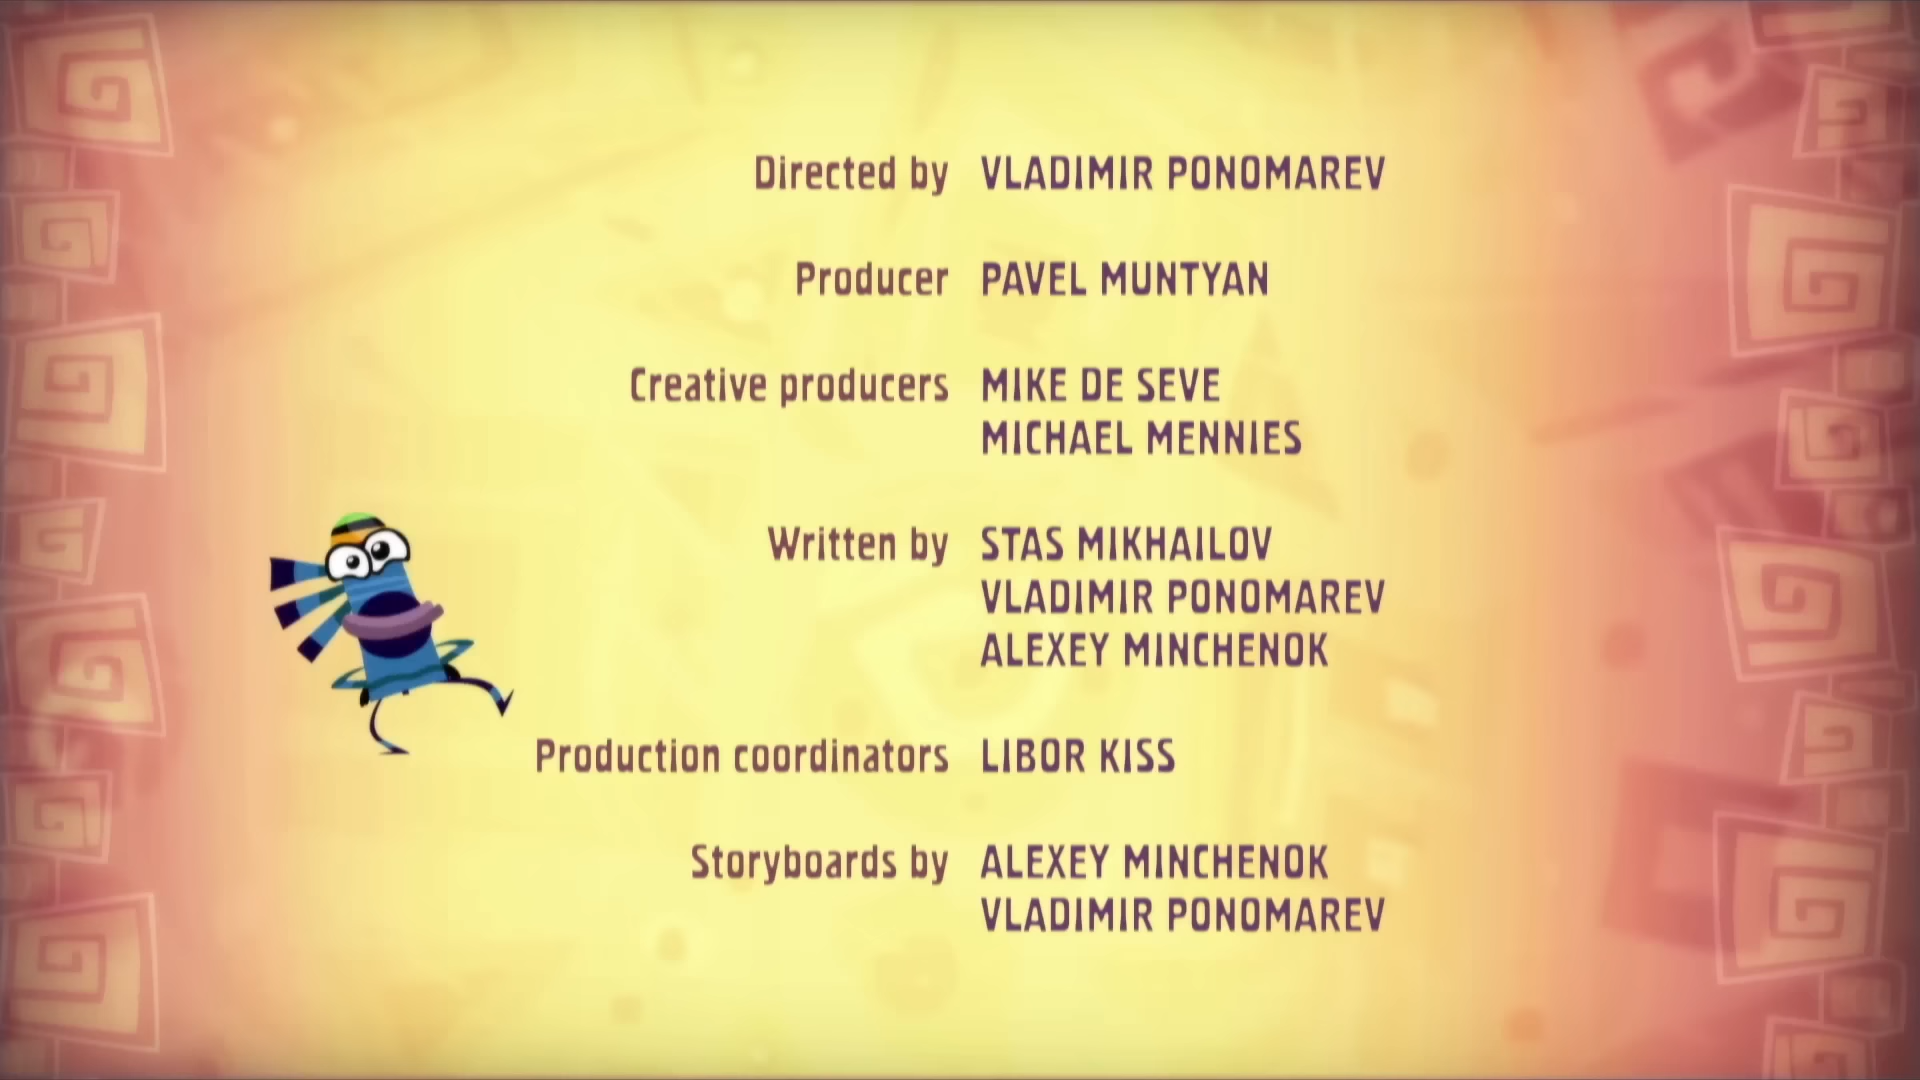 Directed by VLADIMIR PONOMAREV
Producer PAVEL MUNTYAN
Creative producers MIKE DE SEVE
MICHAEL MENNIES
Written by STAS MIKHAILOV
VLADIMIR PONOMAREV
ALEXEY MINCHENOK
Production coordinators LIBOR KISS
Storyboards by ALEXEY MINCHENOK
VLADIMIR PONOMAREV